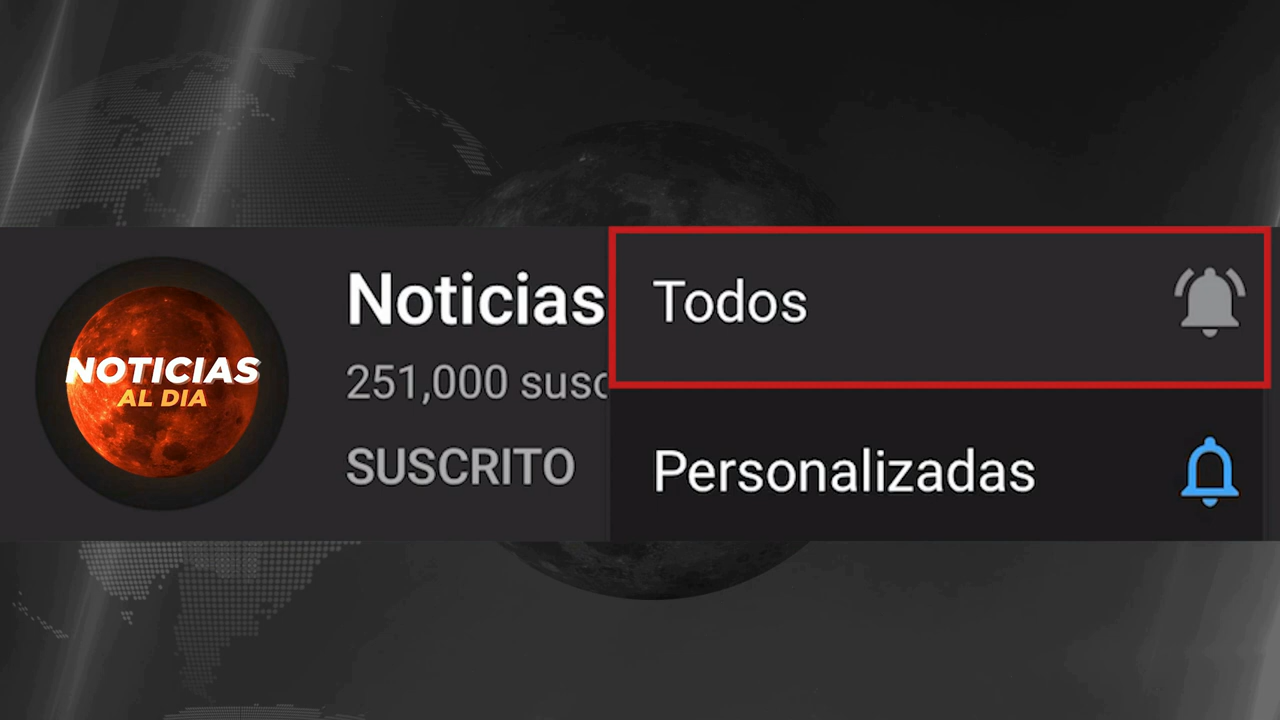 NOTICIAS
AL DIA
Noticias
251,000 susc
SUSCRITO
Todos
Personalizadas